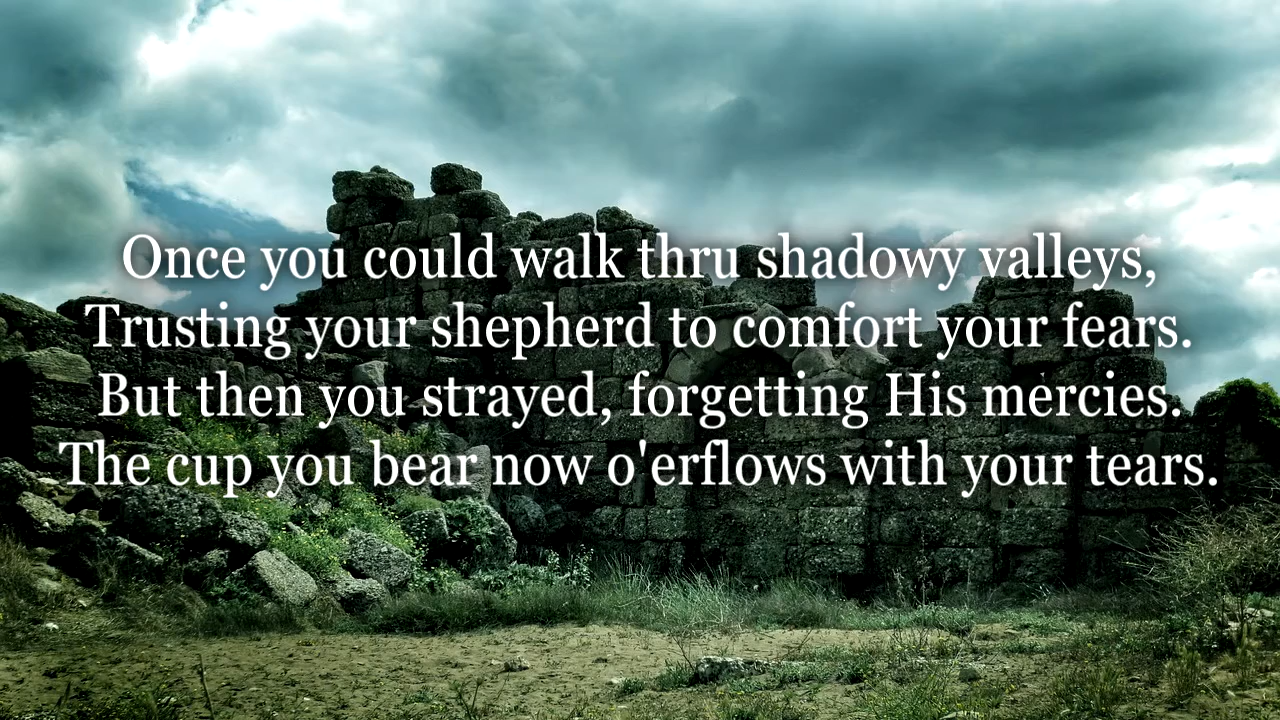 Once you could walk thru shadowy valleys,
Trusting your shepherd to comfort your fears.
But then you strayed, forgetting His mercies.
The cup you bear now o'erflows with your tears.